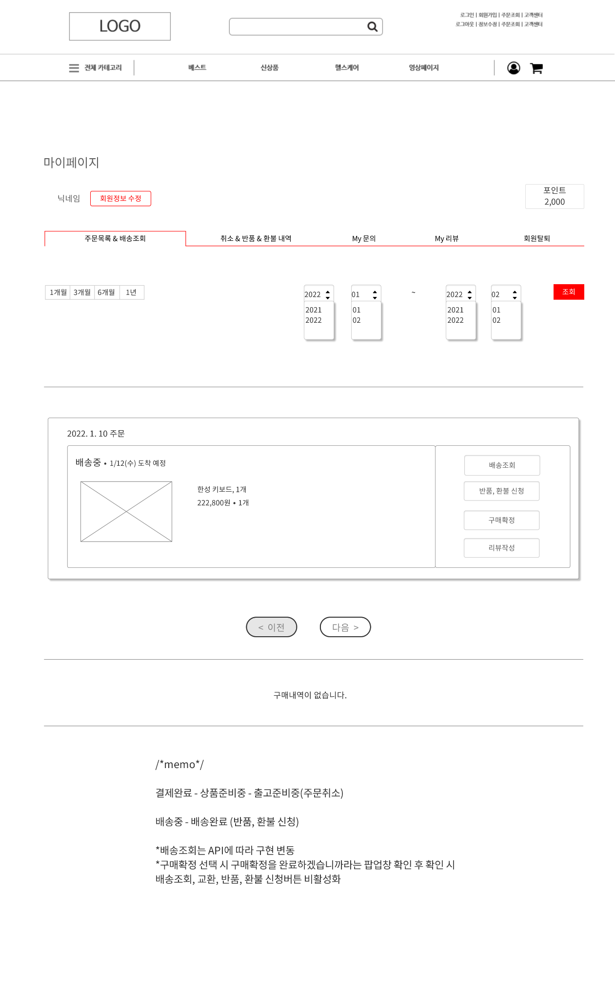 LOGO
로그인 | 회원가입 | 주문조회 | 고객센터
로그아웃 | 정보수정 | 주문조회 | 고객센터
전체 카테고리
베스트
신상품
헬스케어
영상페이지
마이페이지
닉네임
회원정보 수정
포인트
2,000
주문목록 & 배송조회
취소 & 반품 & 환불 내역
My 문의
My 리뷰
회원탈퇴
1개월
3개월
6개월
1년
2022
01
~
2022
02
조회
2021
01
2021
01
2022
02
2022
02
2022. 1. 10 주문
배송중 • 1/12(수) 도착 예정
한성 키보드, 1개
222,800원 • 1개
배송조회
반품, 환불 신청
구매확정
리뷰작성
< 이전
다음 >
구매내역이 없습니다.
/*memo*/
결제완료 - 상품준비중 - 출고준비중(주문취소)
배송중 - 배송완료 (반품, 환불 신청)
*배송조회는 API에 따라 구현 변동
*구매확정 선택 시 구매확정을 완료하겠습니까라는 팝업창 확인 후 확인 시
배송조회, 교환, 반품, 환불 신청버튼 비활성화